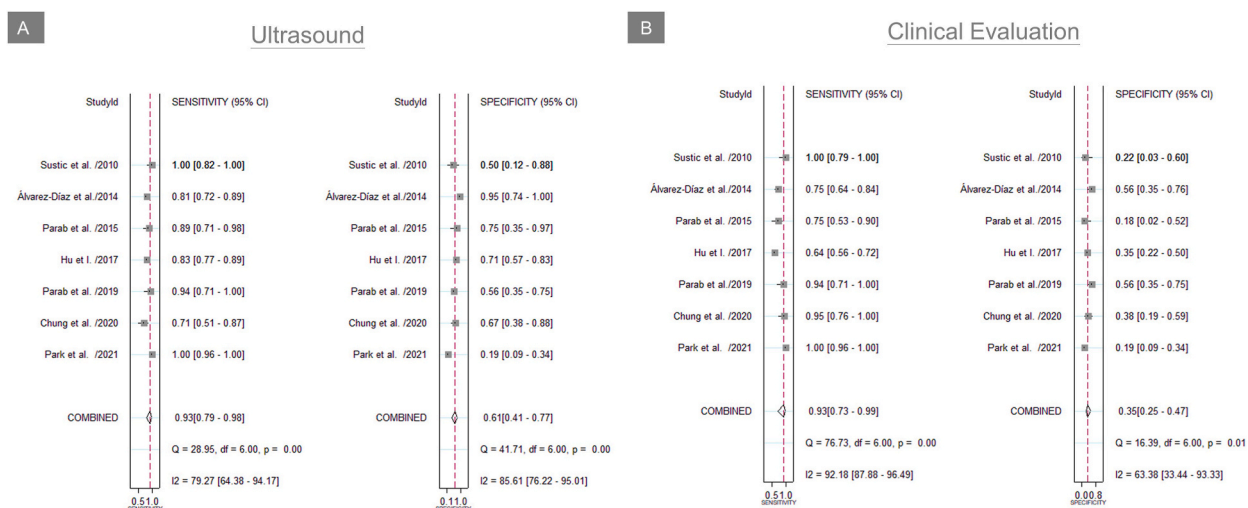 A
Ultrasound
StudyId SENSITIVITY (95% CI)
Sustic et al. /2010 1.00 [0.82 - 1.00]
Àlvarez-Díaz et al./2014 0.81 [0.72 - 0.89]
Parab et al. /2015 0.89 [0.71 - 0.98]
Hu et l. /2017 0.83 [0.77 - 0.89]
Parab et al. /2019 0.94 [0.71 - 1.00]
Chung et al. /2020 0.71 [0.51 - 0.87]
Park et al. /2021 1.00 [0.96 - 1.00]
COMBINED 0.93[0.79 - 0.98]
Q = 28.95, df = 6.00, p = 0.00
I2 = 79.27 [64.38 - 94.17]
0.51.0
SENSITIVITY
StudyId SPECIFICITY (95% CI)
Sustic et al. /2010 0.50 [0.12 - 0.88]
Àlvarez-Díaz et al./2014 0.95 [0.74 - 1.00]
Parab et al. /2015 0.75 [0.35 - 0.97]
Hu et l. /2017 0.71 [0.57 - 0.83]
Parab et al. /2019 0.56 [0.35 - 0.75]
Chung et al. /2020 0.67 [0.38 - 0.88]
Park et al. /2021 0.19 [0.09 - 0.34]
COMBINED 0.61[0.41 - 0.77]
Q = 41.71, df = 6.00, p = 0.00
I2 = 85.61 [76.22 - 95.01]
0.11.0
SPECIFICITY
B
Clinical Evaluation
StudyId SENSITIVITY (95% CI)
Sustic et al. /2010 1.00 [0.79 - 1.00]
Àlvarez-Díaz et al./2014 0.75 [0.64 - 0.84]
Parab et al. /2015 0.75 [0.53 - 0.90]
Hu et l. /2017 0.64 [0.56 - 0.72]
Parab et al./2019 0.94 [0.71 - 1.00]
Chung et al. /2020 0.95 [0.76 - 1.00]
Park et al. /2021 1.00 [0.96 - 1.00]
COMBINED 0.93[0.73 - 0.99]
Q = 76.73, df = 6.00, p = 0.00
I2 = 92.18 [87.88 - 96.49]
0.51.0
SENSITIVITY
StudyId SPECIFICITY (95% CI)
Sustic et al. /2010 0.22 [0.03 - 0.60]
Àlvarez-Díaz et al./2014 0.56 [0.35 - 0.76]
Parab et al. /2015 0.18 [0.02 - 0.52]
Hu et l. /2017 0.35 [0.22 - 0.50]
Parab et al./2019 0.56 [0.35 - 0.75]
Chung et al. /2020 0.38 [0.19 - 0.59]
Park et al. /2021 0.19 [0.09 - 0.34]
COMBINED 0.35[0.25 - 0.47]
Q = 16.39, df = 6.00, p = 0.01
I2 = 63.38 [33.44 - 93.33]
0.00.8
SPECIFICITY